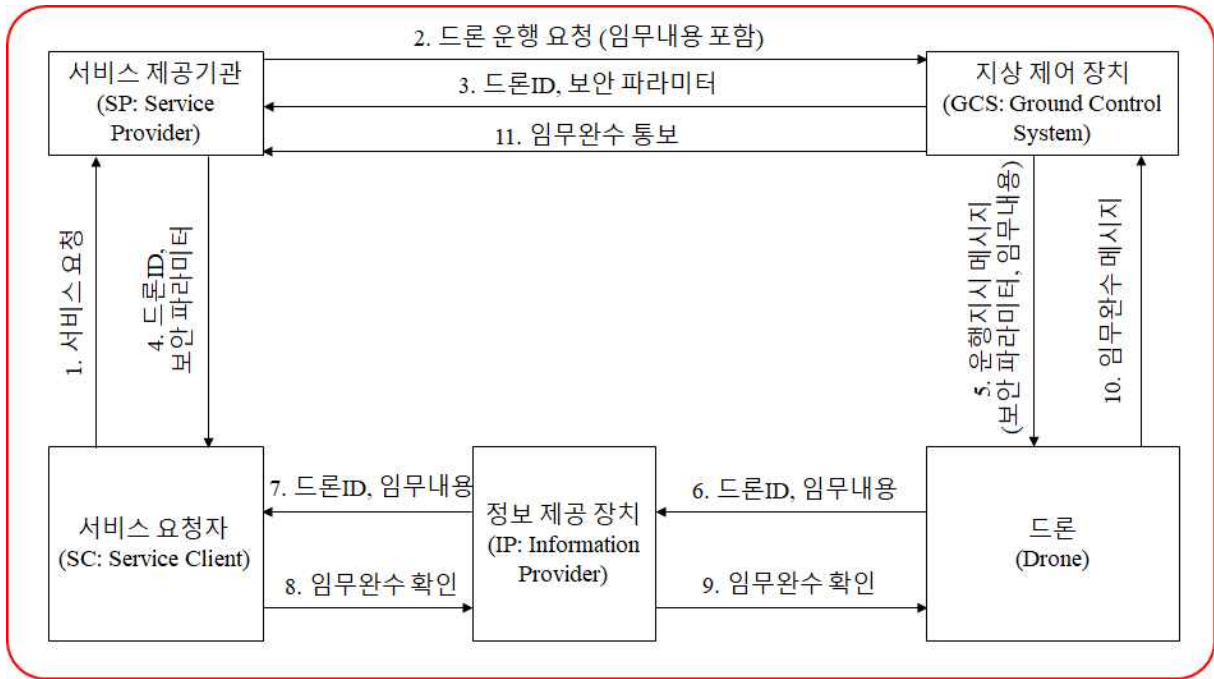 2. 드론 운행 요청 (임무내용 포함)
서비스 제공기관
(SP: Service
Provider)
3. 드론ID, 보안 파라미터
11. 임무완수 통보
지상 제어 장치
(GCS: Ground Control
System)
1. 서비스 요청
4. 드론ID,
보안 파라미터
5. 운행지시 메시지
(보안 파라미터, 임무내용)
10. 임무완수 메시지
서비스 요청자
(SC: Service Client)
7. 드론ID, 임무내용
8. 임무완수 확인
정보 제공 장치
(IP: Information
Provider)
6. 드론ID, 임무내용
9. 임무완수 확인
드론
(Drone)